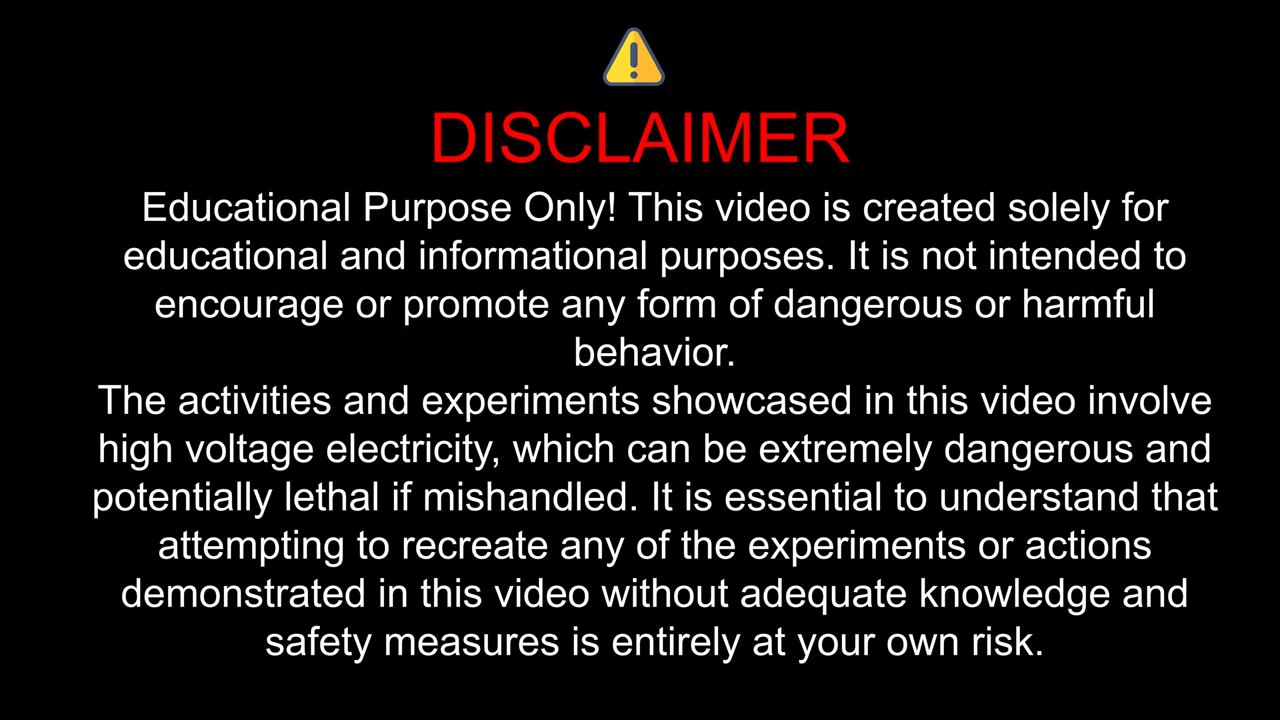 DISCLAIMER
Educational Purpose Only! This video is created solely for
educational and informational purposes. It is not intended to
encourage or promote any form of dangerous or harmful
behavior.
The activities and experiments showcased in this video involve
high voltage electricity, which can be extremely dangerous and
potentially lethal if mishandled. It is essential to understand that
attempting to recreate any of the experiments or actions
demonstrated in this video without adequate knowledge and
safety measures is entirely at your own risk.